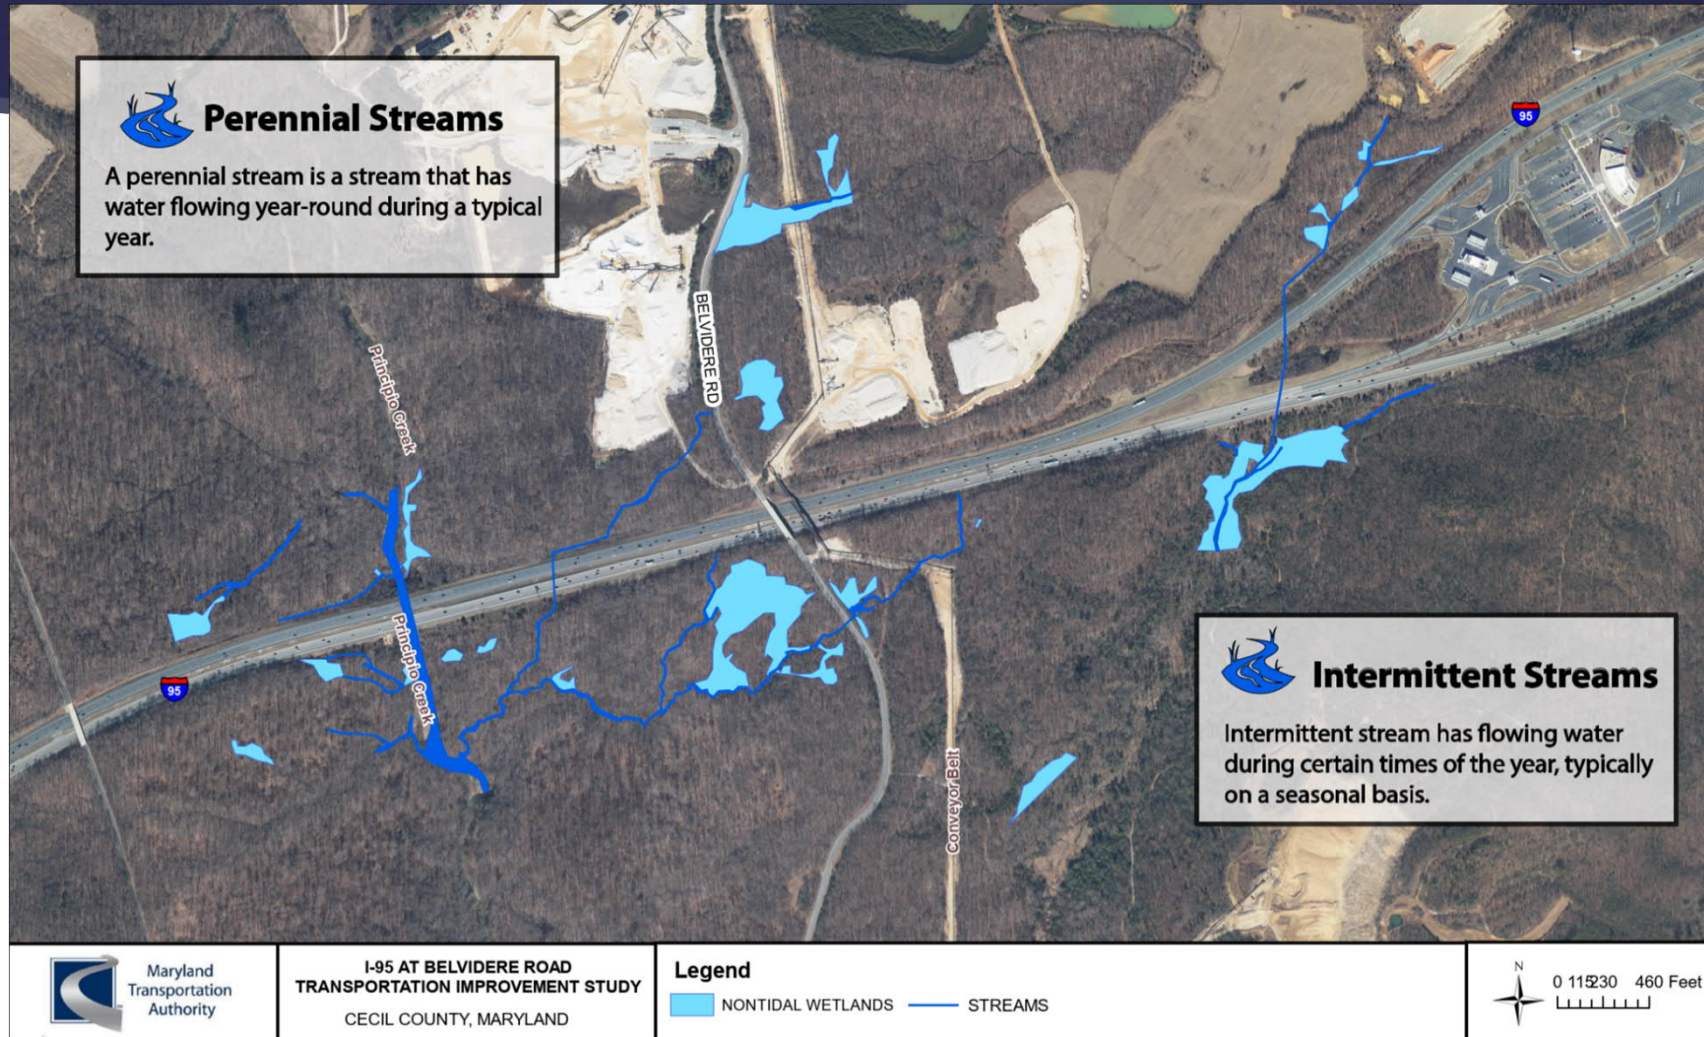 Perennial Streams
A perennial stream is a stream that has
water flowing year-round during a typical
year.
95
BELVIDERE RD
Principio Creek
Principio Creek
95
Conveyor Belt
Intermittent Streams
Intermittent stream has flowing water
during certain times of the year, typically
on a seasonal basis.
Maryland
Transportation
Authority
I-95 AT BELVIDERE ROAD
TRANSPORTATION IMPROVEMENT STUDY
CECIL COUNTY, MARYLAND
Legend
NONTIDAL WETLANDS
STREAMS
N
0 115230 460 Feet